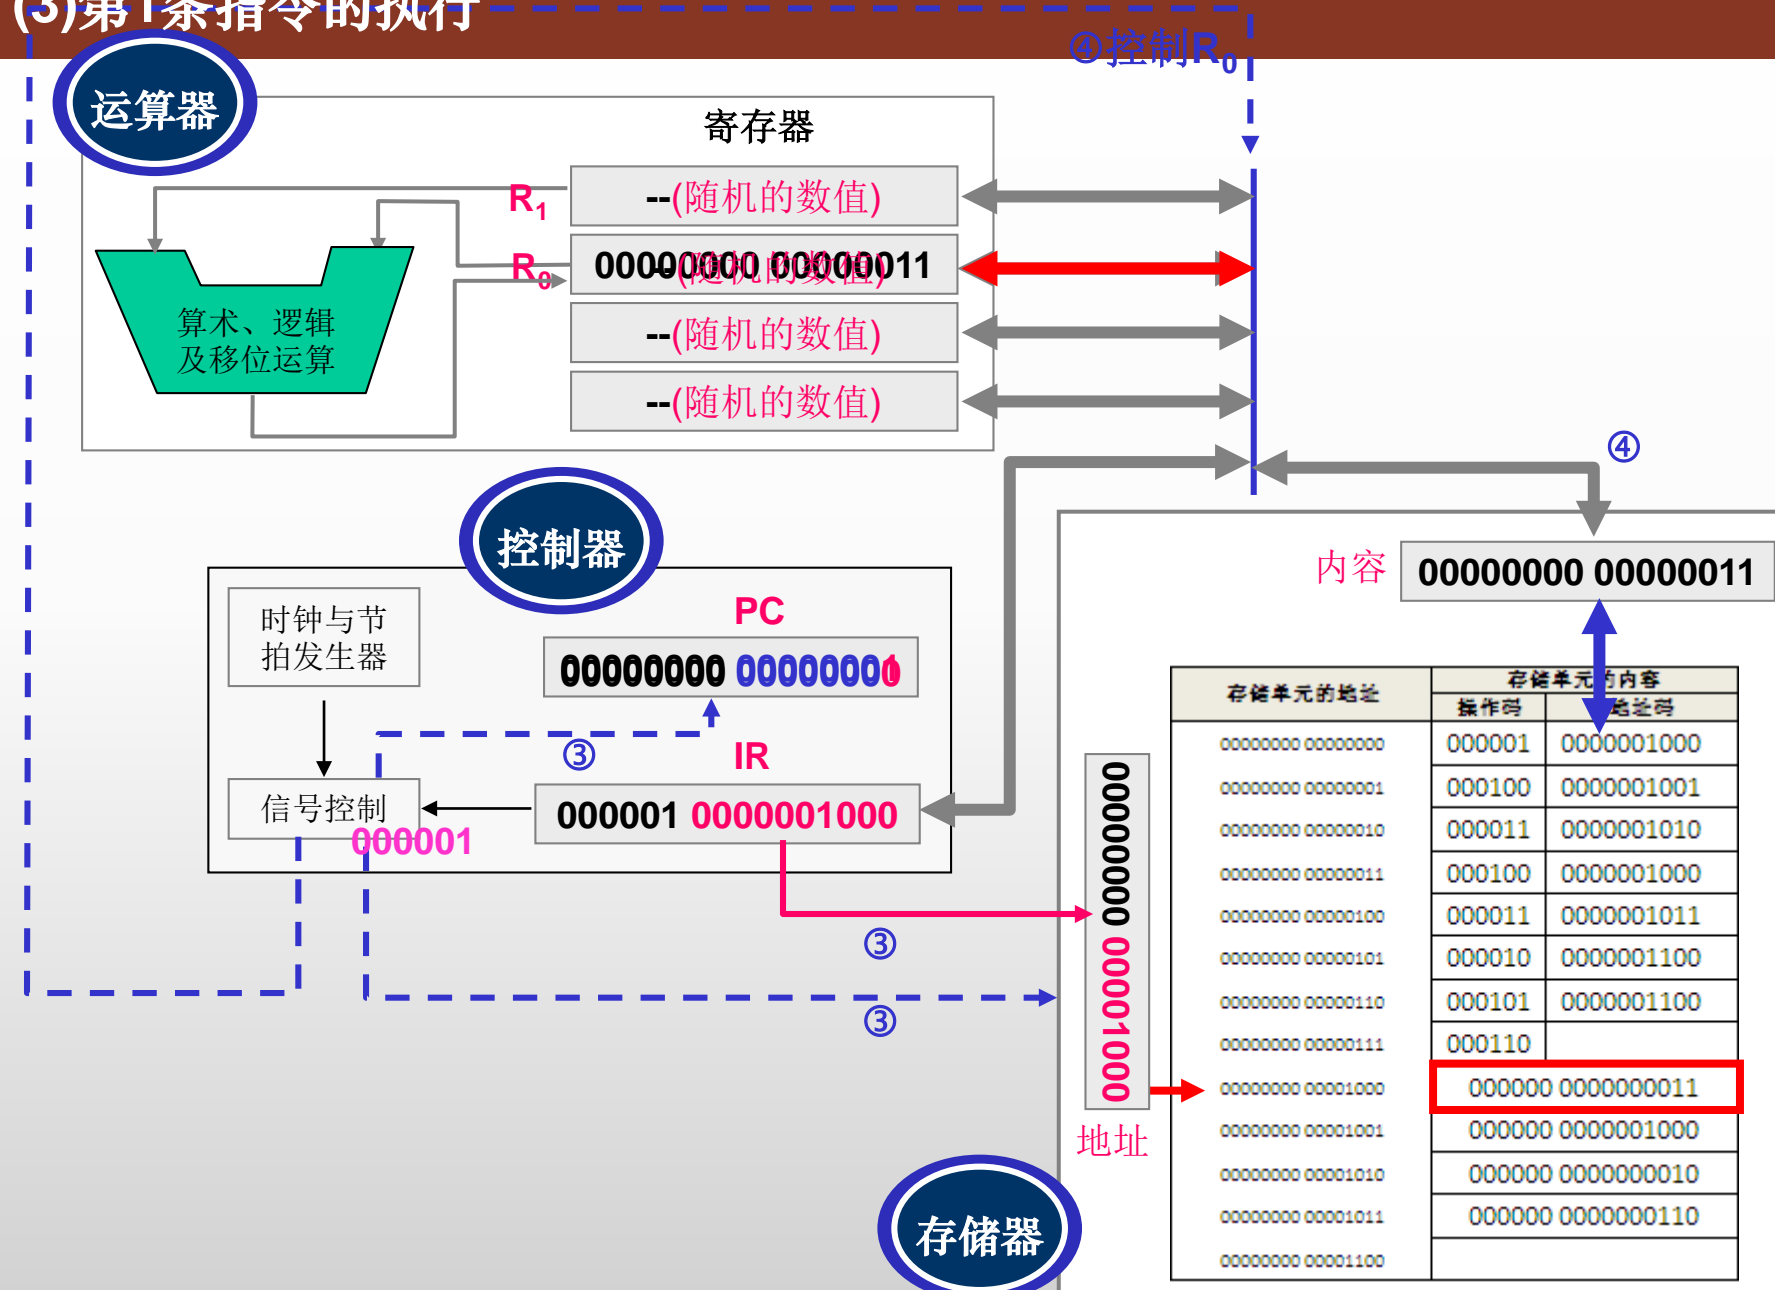 (3)第1条指令的执行
④控制R0
运算器
寄存器
R1
--(随机的数值)
R0
00000000 00000011
--(随机的数值)
--(随机的数值)
--(随机的数值)
算术、逻辑
及移位运算
④
控制器
内容
00000000 00000011
时钟与节
拍发生器
PC
00000000 00000001
③
IR
信号控制
000001
000001 0000001000
③
③
00000000 00001000
地址
存储器
存储单元的地址
存储单元的内容
操作码 地址码
00000000 00000000 000001 0000001000
00000000 00000001 000100 0000001001
00000000 00000010 000011 0000001010
00000000 00000011 000100 0000001000
00000000 00000100 000011 0000001011
00000000 00000101 000010 0000001100
00000000 00000110 000101 0000001100
00000000 00000111 000110
00000000 00001000 000000 0000000011
00000000 00001001 000000 0000001000
00000000 00001010 000000 0000000010
00000000 00001011 000000 0000000110
00000000 00001100